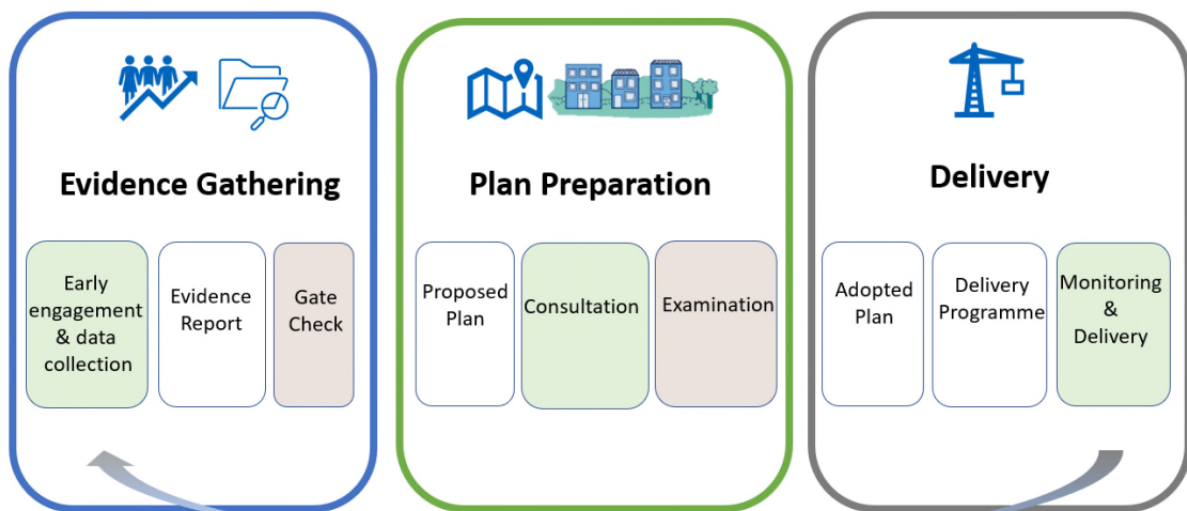 Evidence Gathering
Early
engagement
& data
collection
Evidence
Report
Gate
Check
Plan Preparation
Proposed
Plan
Consultation
Examination
Delivery
Adopted
Plan
Delivery
Programme
Monitoring
&
Delivery